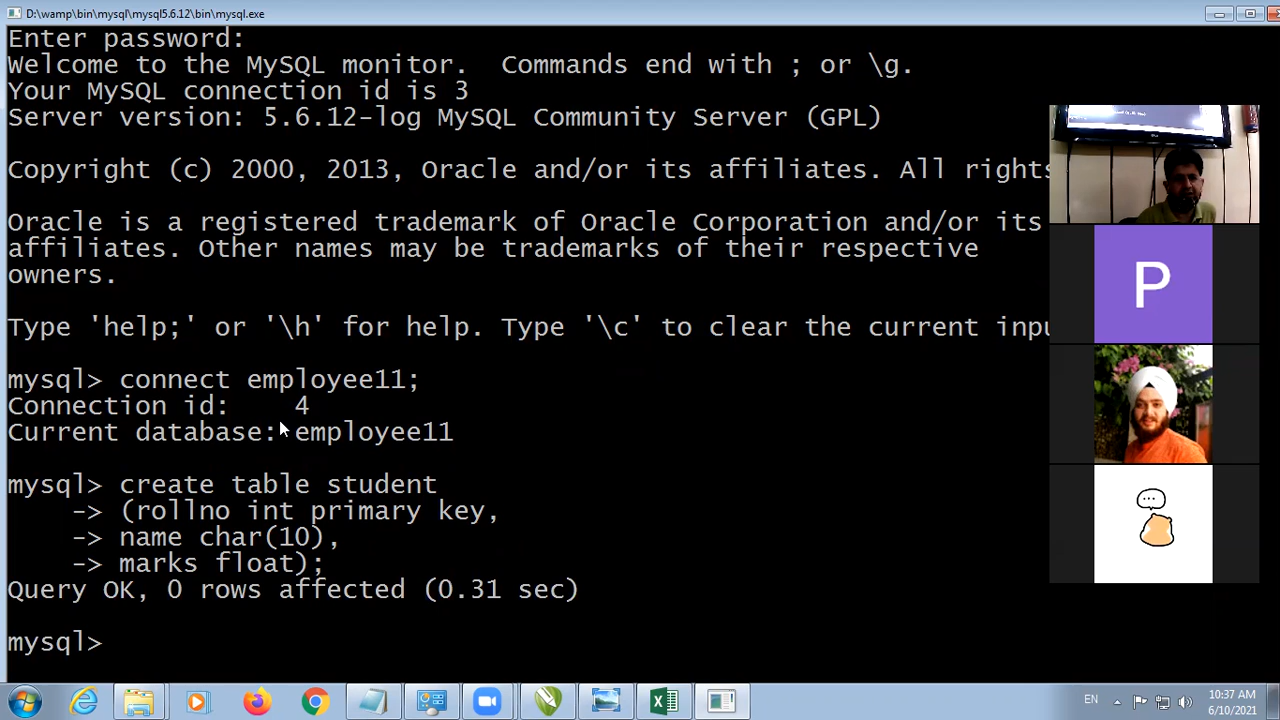 D:\wamp\bin\mysql\mysql5.6.12\bin\mysql.exe
Enter password:
Welcome to the MySQL monitor.  Commands end with ; or \g.
Your MySQL connection id is 3
Server version: 5.6.12-log MySQL Community Server (GPL)
Copyright (c) 2000, 2013, Oracle and/or its affiliates. All rights
Oracle is a registered trademark of Oracle Corporation and/or its
affiliates. Other names may be trademarks of their respective
owners.
Type 'help;' or '\h' for help. Type '\c' to clear the current inpu
mysql> connect employee11;
Connection id:    4
Current database: employee11
mysql> create table student
    -> (rollno int primary key,
    -> name char(10),
    -> marks float);
Query OK, 0 rows affected (0.31 sec)
mysql>
P
EN
10:37 AM
6/10/2021